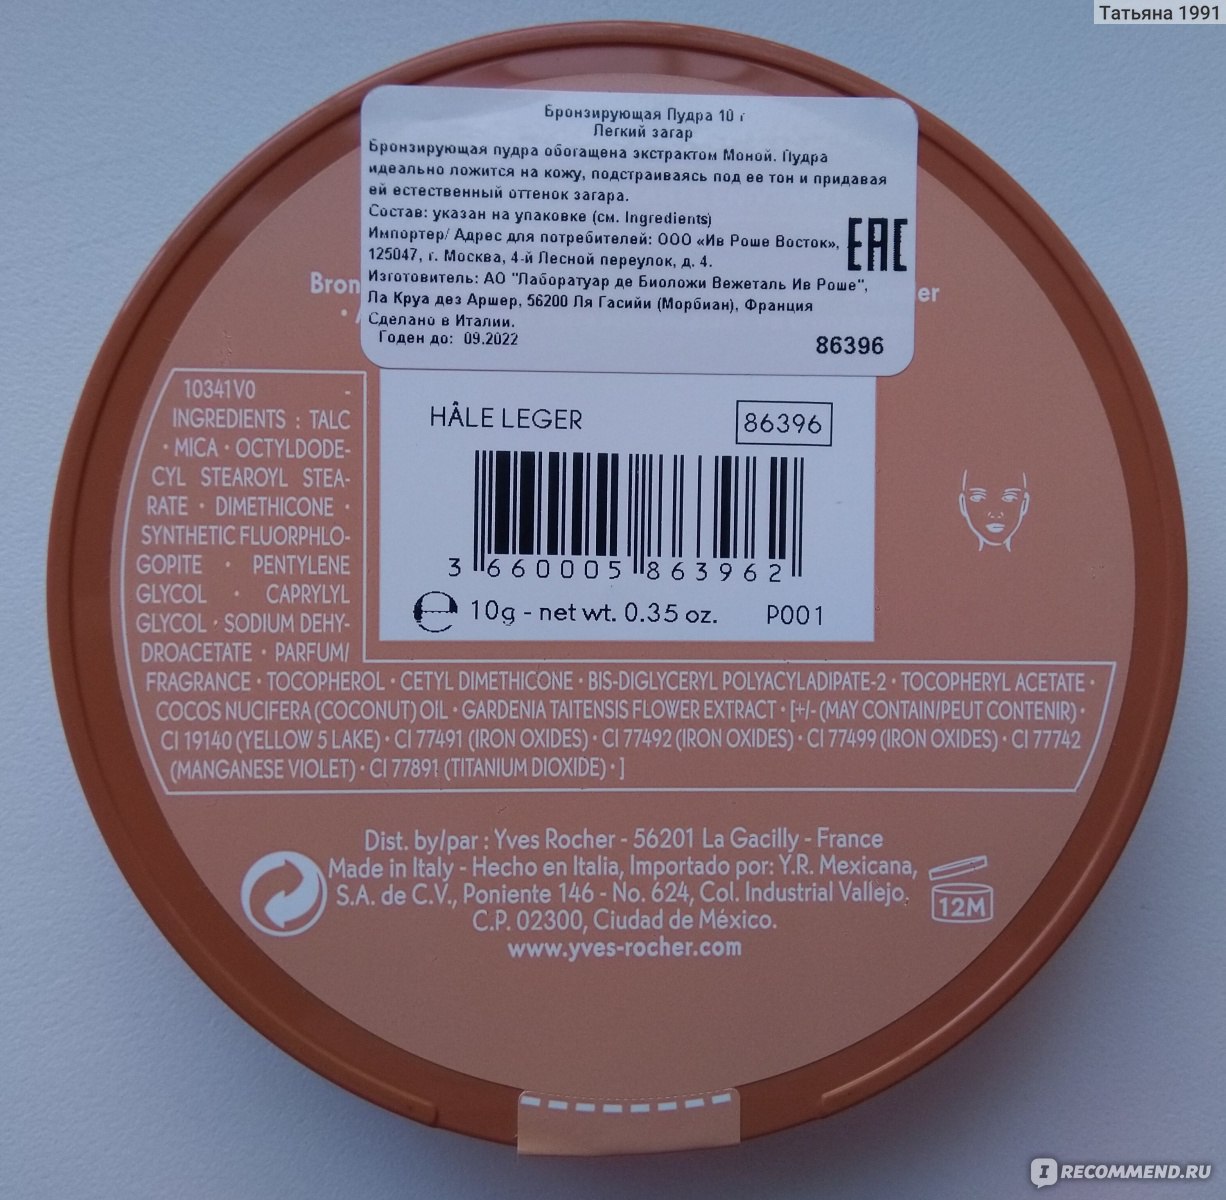 Татьяна 1991
Бронзирующая Пудра 10 г
Легкий загар
Бронзирующая пудра обогащена экстрактом Моной. Пудра
идеально ложится на кожу, подстраиваясь под ее тон и придавая
ей естественный оттенок загара.
Состав: указан на упаковке (см. Ingredients)
Импортер/ Адрес для потребителей: ООО «Ив Роше Восток»,
125047, г. Москва, 4-й Лесной переулок, д. 4.
Изготовитель: АО "Лаборатуар де Биоложи Вежеталь Ив Роше",
Ла Круа дез Аршер, 56200 Ля Гасийи (Морбиан), Франция
Сделано в Италии.
Годен до: 09.2022
86396
EAC
Bron
er
10341V0 -
INGREDIENTS : TALC
· MICA · OCTYLDODE-
CYL STEAROYL STEA-
RATE · DIMETHICONE ·
SYNTHETIC FLUORPHLO-
GOPITE · PENTYLENE
GLYCOL · CAPRYLYL
GLYCOL · SODIUM DEHY-
DROACETATE · PARFUM/
FRAGRANCE · TOCOPHEROL · CETYL DIMETHICONE · BIS-DIGLYCERYL POLYACYLADIPATE-2 · TOCOPHERYL ACETATE ·
COCOS NUCIFERA (COCONUT) OIL · GARDENIA TAITENSIS FLOWER EXTRACT · [+/- (MAY CONTAIN/PEUT CONTENIR) ·
CI 19140 (YELLOW 5 LAKE) · CI 77491 (IRON OXIDES) · CI 77492 (IRON OXIDES) · CI 77499 (IRON OXIDES) · CI 77742
(MANGANESE VIOLET) · CI 77891 (TITANIUM DIOXIDE) · ]
HÂLE LEGER
86396
3 660005 863962
10g - net wt. 0.35 oz. P001
Dist. by/par : Yves Rocher - 56201 La Gacilly - France
Made in Italy - Hecho en Italia, Importado por: Y.R. Mexicana,
S.A. de C.V., Poniente 146 - No. 624, Col. Industrial Vallejo.
C.P. 02300, Ciudad de México.
www.yves-rocher.com
12M
I RECOMMEND.RU